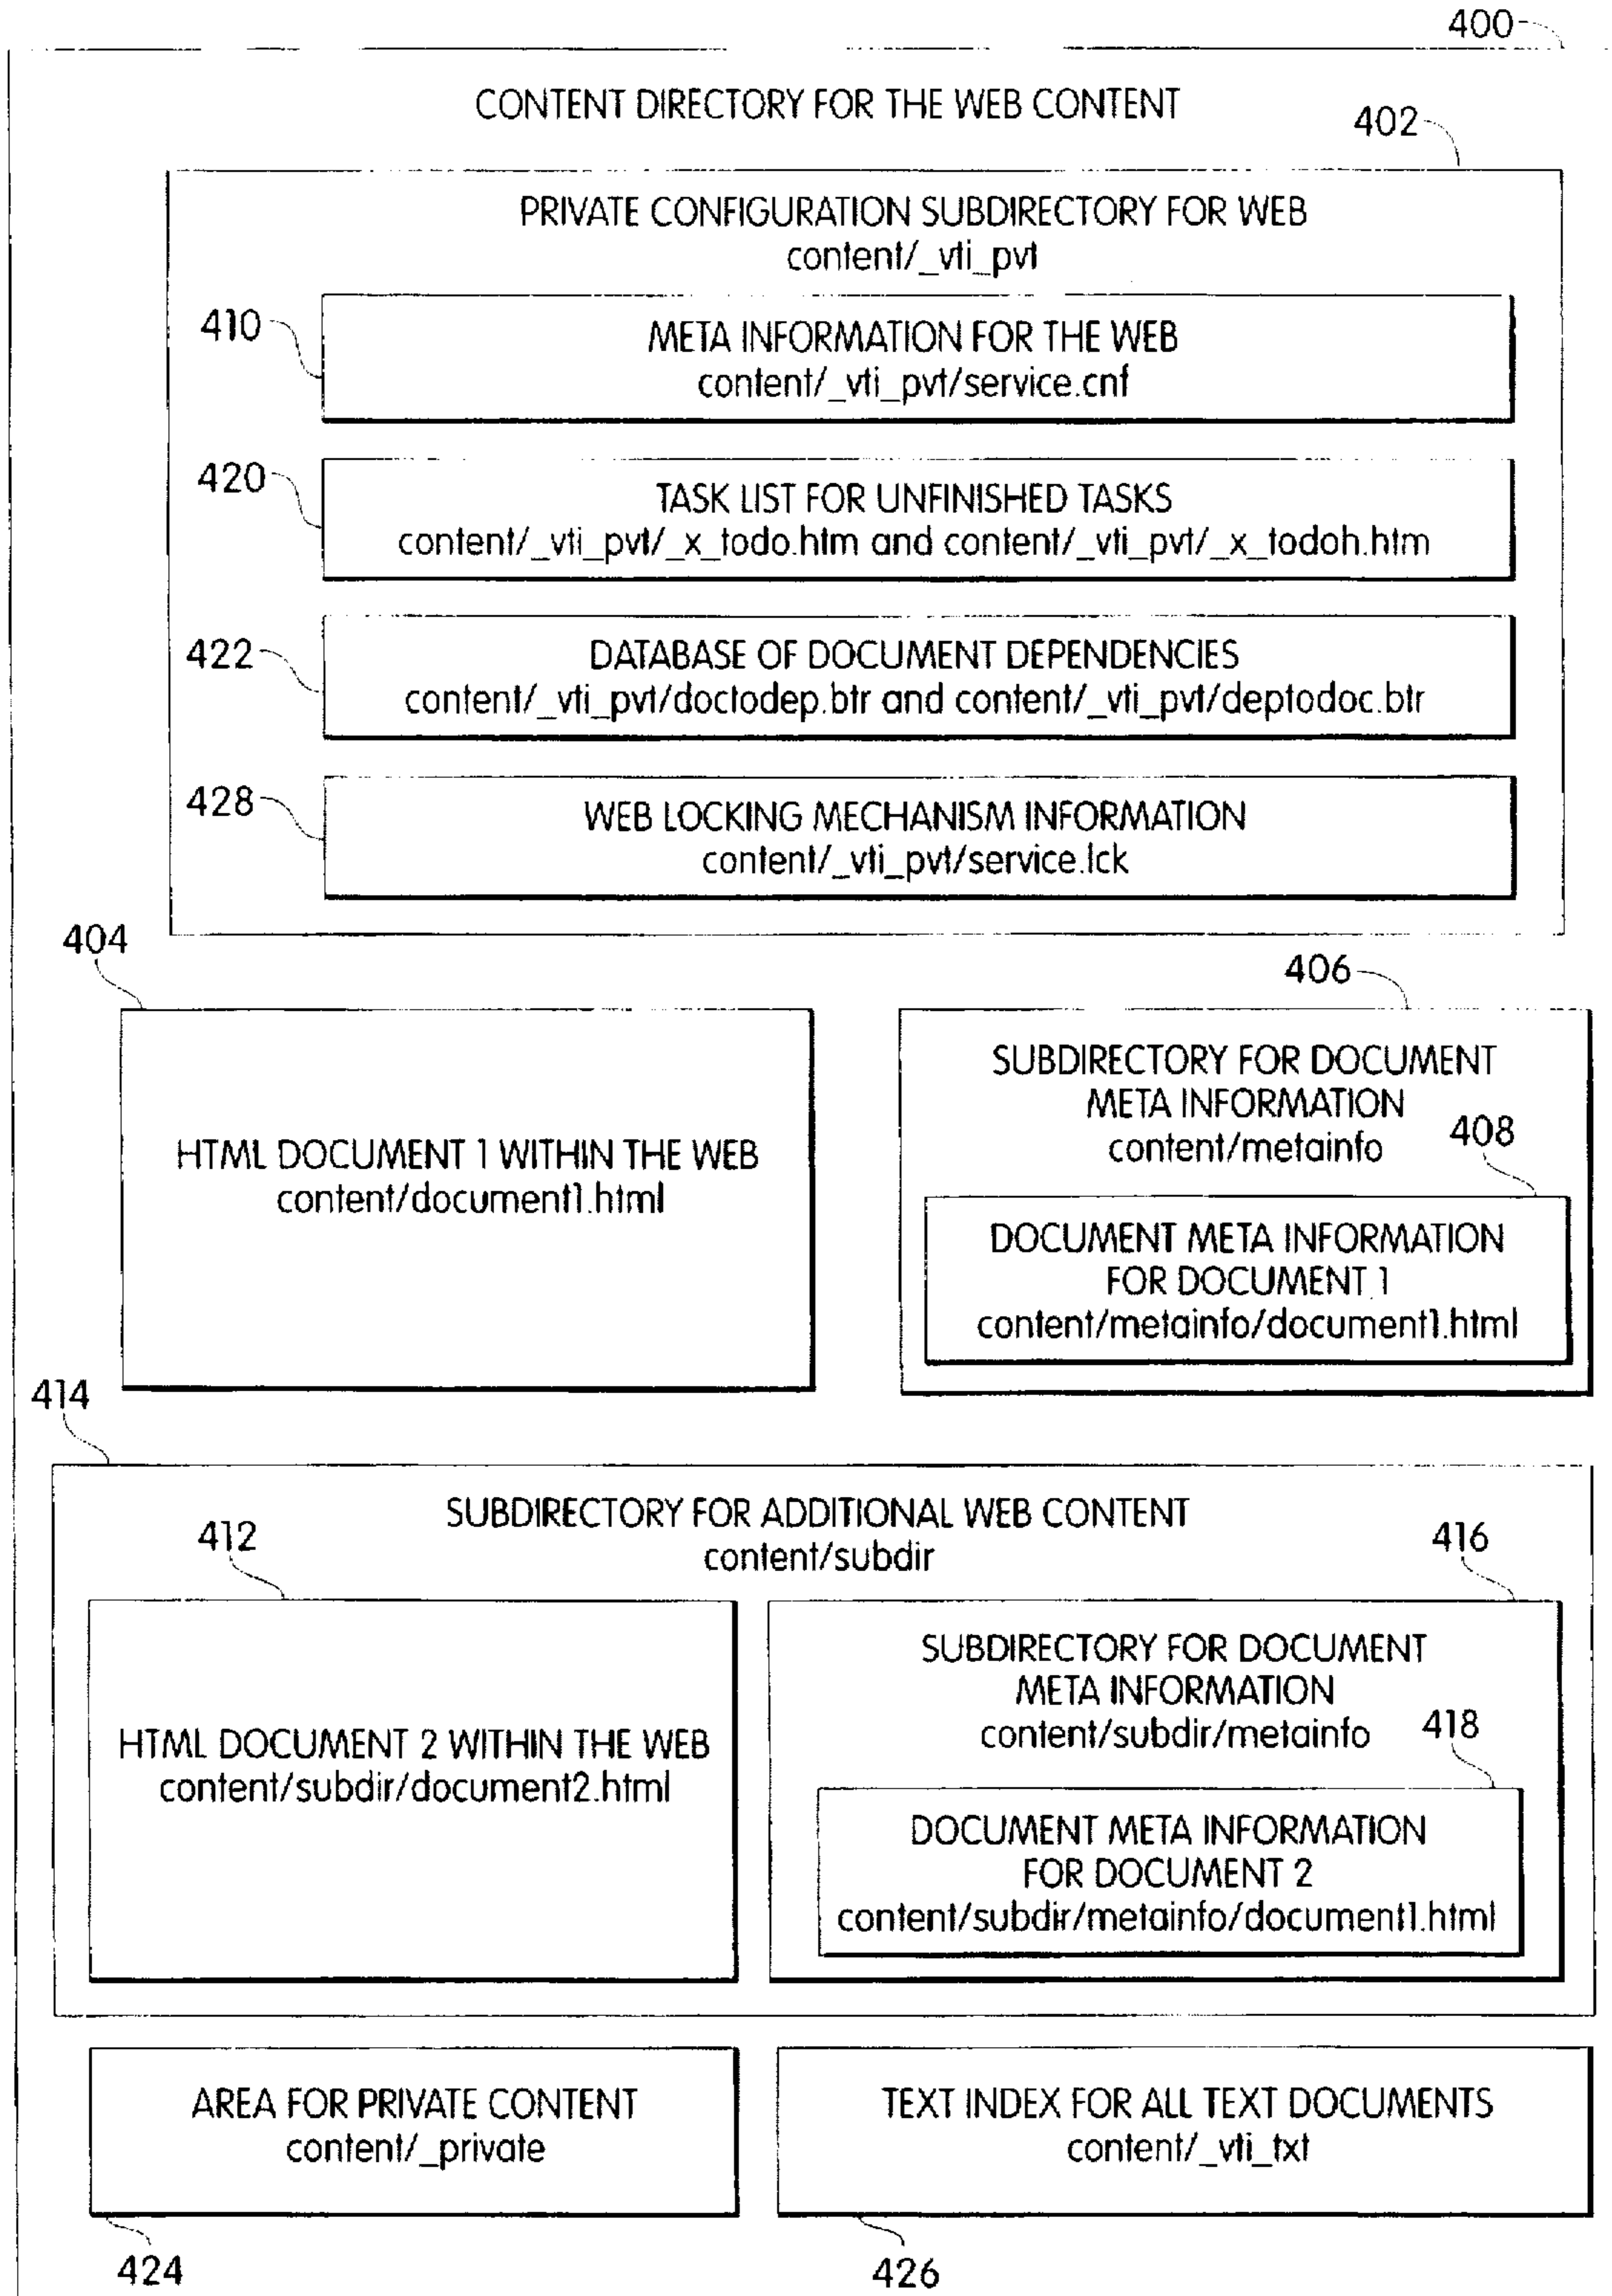 400
CONTENT DIRECTORY FOR THE WEB CONTENT
402
PRIVATE CONFIGURATION SUBDIRECTORY FOR WEB
content/_vti_pvt
410
META INFORMATION FOR THE WEB
content/_vti_pvt/service.cnf
420
TASK LIST FOR UNFINISHED TASKS
content/_vti_pvt/_x_todo.htm and content/_vti_pvt/_x_todoh.htm
422
DATABASE OF DOCUMENT DEPENDENCIES
content/_vti_pvt/doctodep.btr and content/_vti_pvt/deptodoc.btr
428
WEB LOCKING MECHANISM INFORMATION
content/_vti_pvt/service.lck
404
HTML DOCUMENT 1 WITHIN THE WEB
content/document1.html
406
SUBDIRECTORY FOR DOCUMENT
META INFORMATION
content/metainfo
408
DOCUMENT META INFORMATION
FOR DOCUMENT 1
content/metainfo/document1.html
414
SUBDIRECTORY FOR ADDITIONAL WEB CONTENT
content/subdir
412
HTML DOCUMENT 2 WITHIN THE WEB
content/subdir/document2.html
416
SUBDIRECTORY FOR DOCUMENT
META INFORMATION
content/subdir/metainfo
418
DOCUMENT META INFORMATION
FOR DOCUMENT 2
content/subdir/metainfo/document1.html
AREA FOR PRIVATE CONTENT
content/_private
424
TEXT INDEX FOR ALL TEXT DOCUMENTS
content/_vti_txt
426